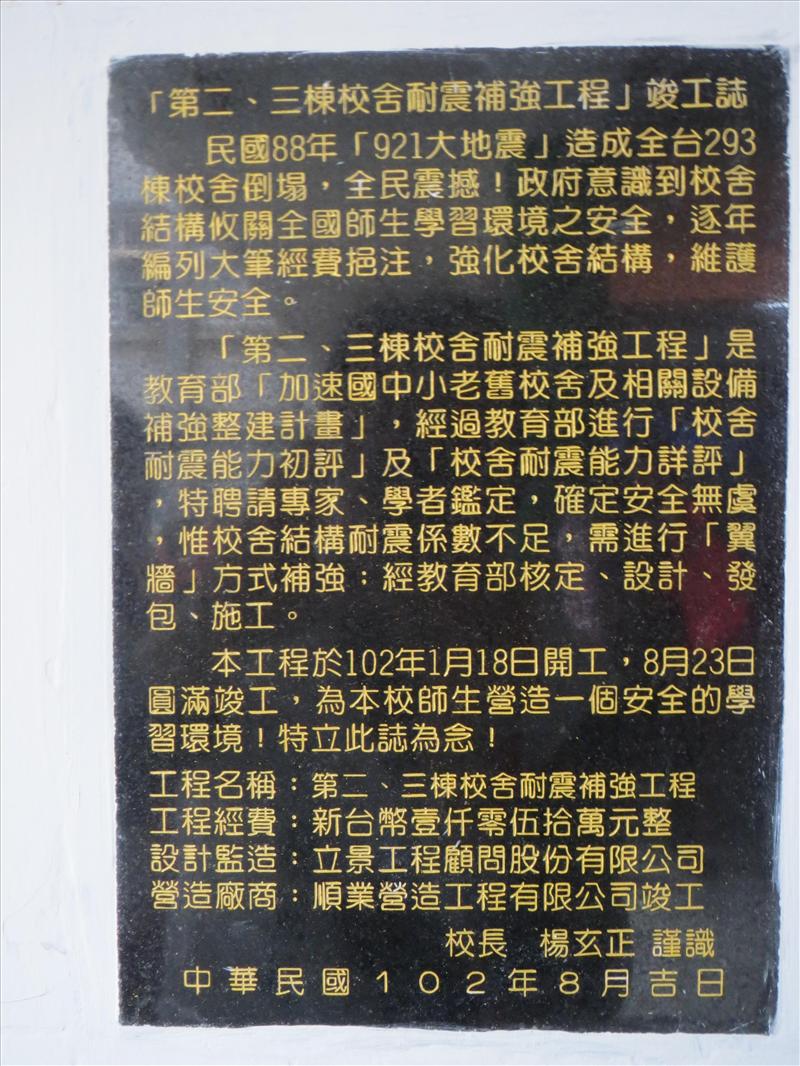 「第二、三棟校舍耐震補強工程」竣工誌
民國88年「921大地震」造成全台293
棟校舍倒塌，全民震撼！政府意識到校舍
結構攸關全國師生學習環境之安全，逐年
編列大筆經費挹注，強化校舍結構，維護
師生安全。
「第二、三棟校舍耐震補強工程」是
教育部「加速國中小老舊校舍及相關設備
補強整建計畫」，經過教育部進行「校舍
耐震能力初評」及「校舍耐震能力詳評」
，特聘請專家、學者鑑定，確定安全無虞
，惟校舍結構耐震係數不足，需進行「翼
牆」方式補強：經教育部核定、設計、發
包、施工。
本工程於102年1月18日開工，8月23日
圓滿竣工，為本校師生營造一個安全的學
習環境！特立此誌為念！
工程名稱：第二、三棟校舍耐震補強工程
工程經費：新台幣壹仟零伍拾萬元整
設計監造：立景工程顧問股份有限公司
營造廠商：順業營造工程有限公司竣工
校長 楊玄正 謹識
中華民國１０２年８月吉日